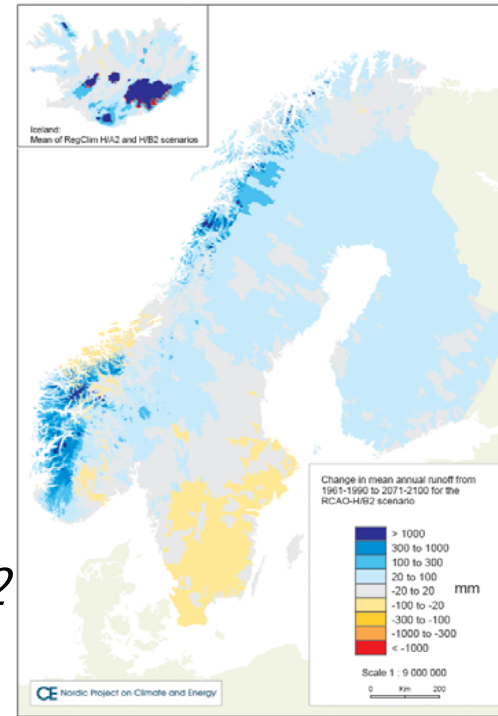 Iceland:
Mean of RegClim H/A2 and H/B2 scenarios
2
Change in mean annual runoff from
1961-1990 to 2071-2100 for the
RCAO-H/B2 scenario
> 1000
300 to 1000
100 to 300
20 to 100
-20 to 20
mm
-100 to -20
-300 to -100
-1000 to -300
< -1000
Scale 1 : 9 000 000
0 Km 200
CE Nordic Project on Climate and Energy